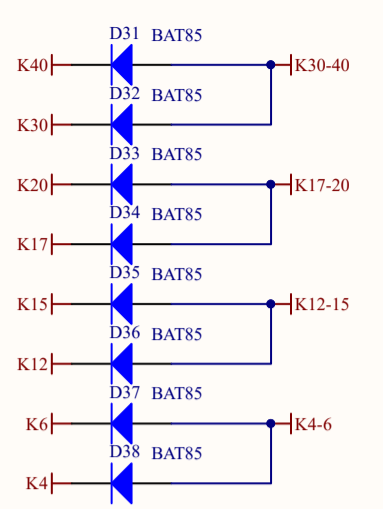 D31 BAT85
K40 K30-40
D32 BAT85
K30
D33 BAT85
K20 K17-20
D34 BAT85
K17
D35 BAT85
K15 K12-15
D36 BAT85
K12
D37 BAT85
K6 K4-6
D38 BAT85
K4